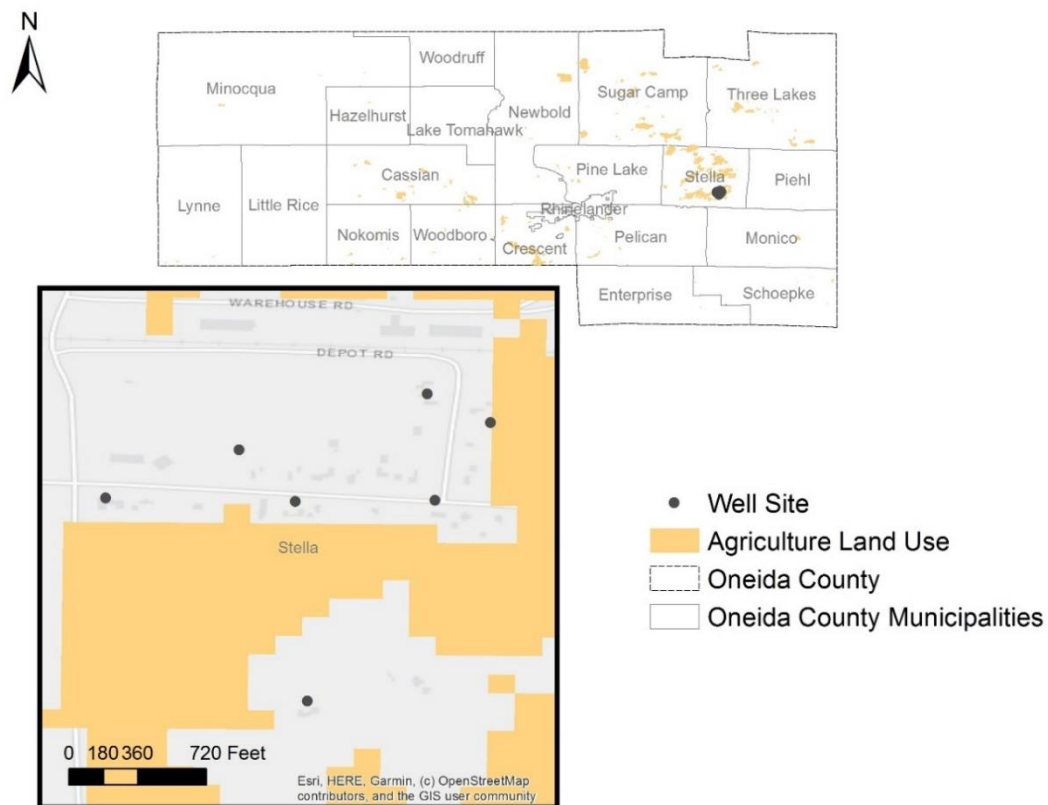 N
Woodruff
Minocqua
Sugar Camp
Three Lakes
Hazelhurst
Newbold
Lake Tomahawk
Pine Lake
Cassian
Stella
Piehl
Lynne
Little Rice
Rhinelander
Nokomis
Woodboro
Crescent
Pelican
Monico
Enterprise
Schoepke
WAREHOUSE RD
DEPOT RD
Stella
0 180 360 720 Feet
Esri, HERE, Garmin, (c) OpenStreetMap
contributors, and the GIS user community
Well Site
Agriculture Land Use
Oneida County
Oneida County Municipalities